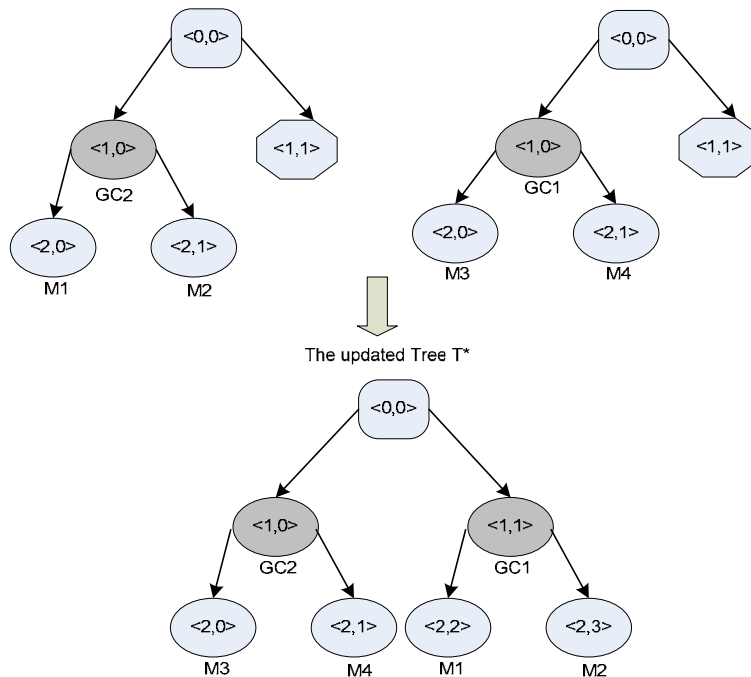 <0,0>
<0,0>
<1,0>
<1,1>
<1,0>
<1,1>
GC2
GC1
<2,0>
<2,1>
<2,0>
<2,1>
M1
M2
M3
M4
The updated Tree T*
<0,0>
<1,0>
<1,1>
GC2
GC1
<2,0>
<2,1>
<2,2>
<2,3>
M3
M4
M1
M2